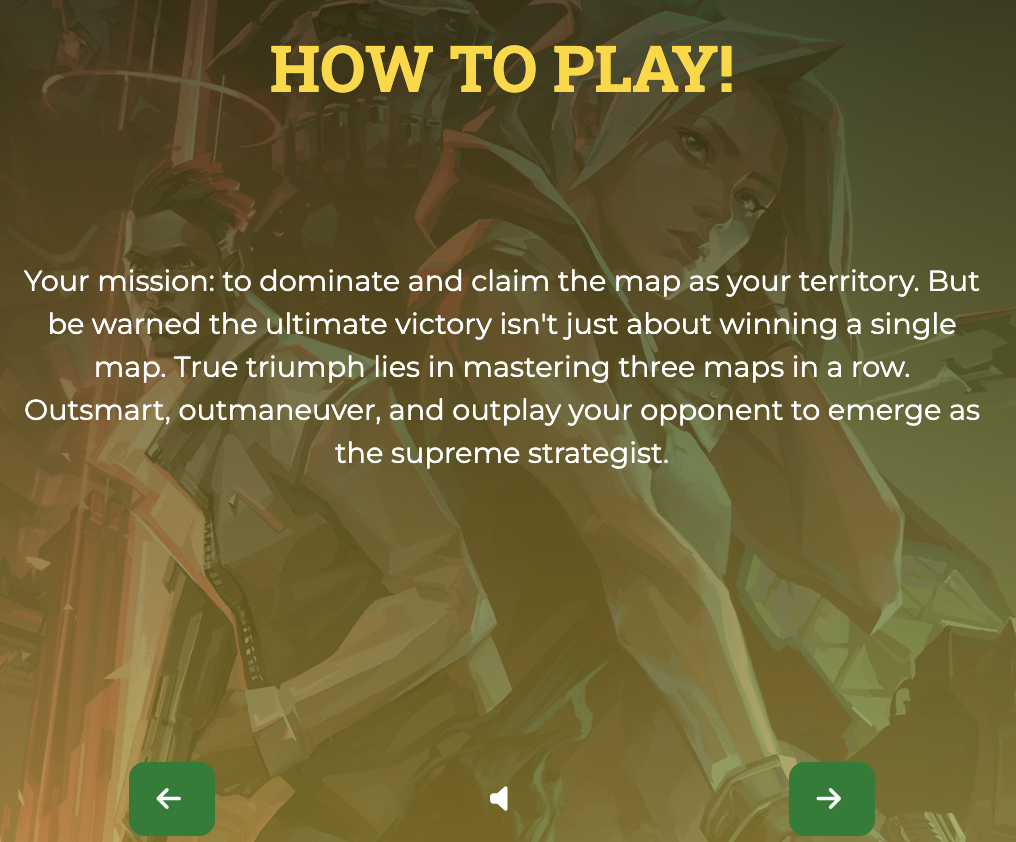 HOW TO PLAY!
Your mission: to dominate and claim the map as your territory. But
be warned the ultimate victory isn't just about winning a single
map. True triumph lies in mastering three maps in a row.
Outsmart, outmaneuver, and outplay your opponent to emerge as
the supreme strategist.